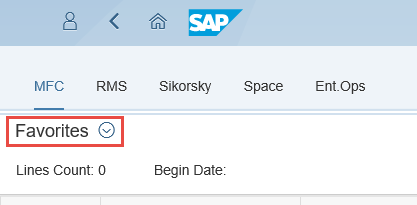 SAP
MFC RMS Sikorsky Space Ent.Ops
Favorites
Lines Count: 0 Begin Date: